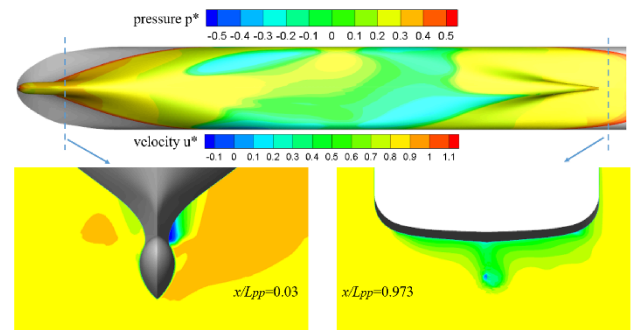 pressure p*
-0.5 -0.4 -0.3 -0.2 -0.1 0 0.1 0.2 0.3 0.4 0.5
velocity u*
-0.1 0 0.1 0.2 0.3 0.4 0.5 0.6 0.7 0.8 0.9 1 1.1
x/Lpp=0.03
x/Lpp=0.973